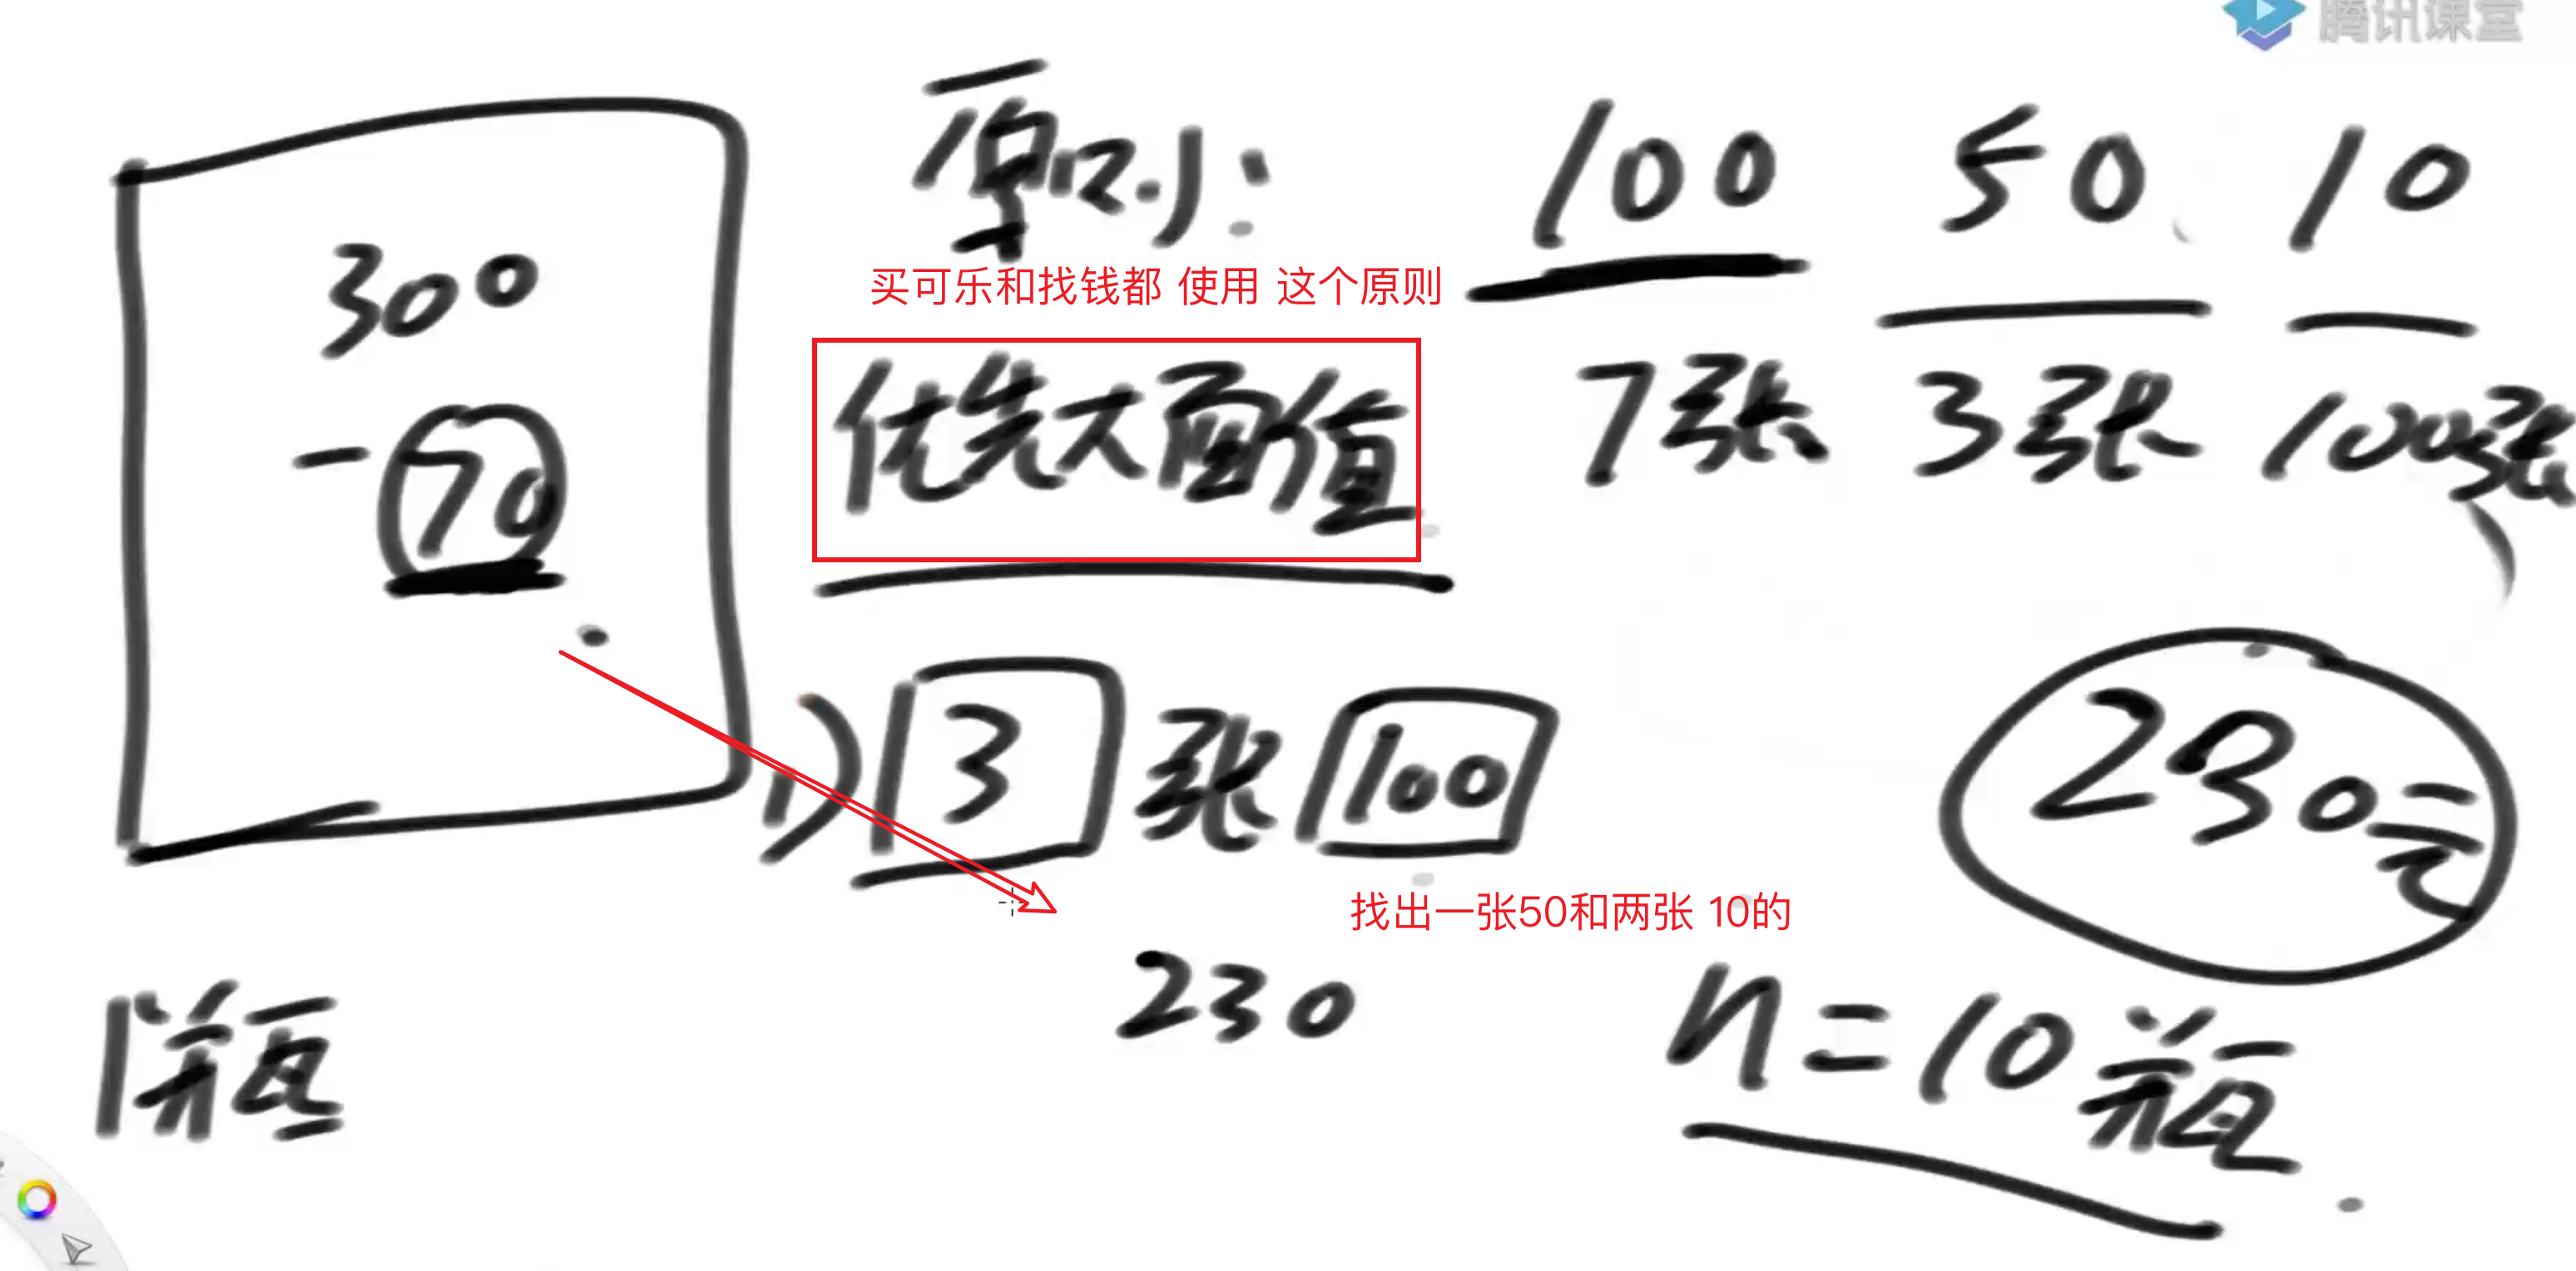 腾讯课堂
原则:
100 50、10
买可乐和找钱都 使用 这个原则
300
-70
优先大面值
7张 3张 100张
1) 3张 100
230元
找出一张50和两张 10的
230
1瓶
n=10瓶.